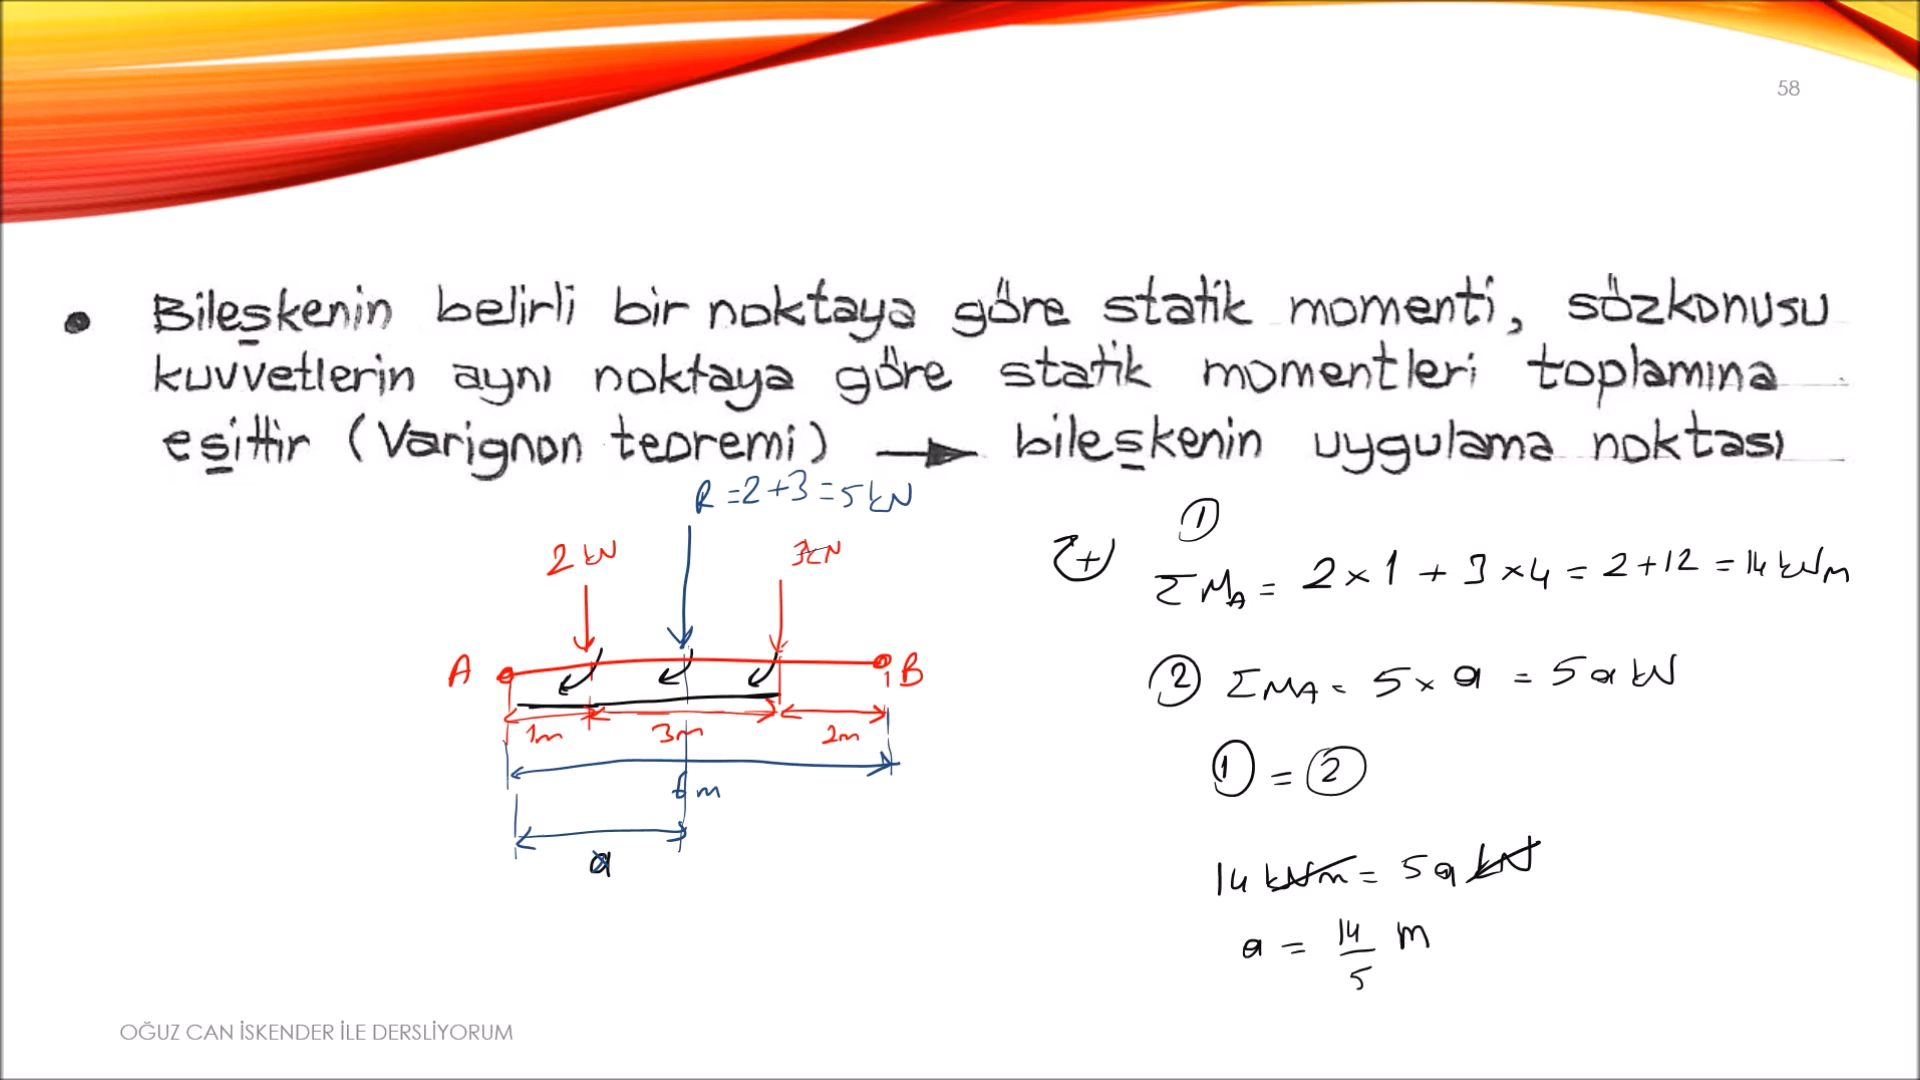 58
• Bileşkenin belirli bir noktaya göre statik momenti, sözkonusu
kuvvetlerin aynı noktaya göre statik momentleri toplamına
eşittir (Varignon teoremi) → bileşkenin uygulama noktası
R = 2+3 = 5 kN
2 kN
3kN
A
B
1m
3m
2m
6m
a
+
①
ΣMA = 2 × 1 + 3 × 4 = 2+12 = 14 kNm
② ΣMA = 5 × a = 5a kN
① = ②
14 kNm = 5a kN
a = 14/5 m
OĞUZ CAN İSKENDER İLE DERSLİYORUM